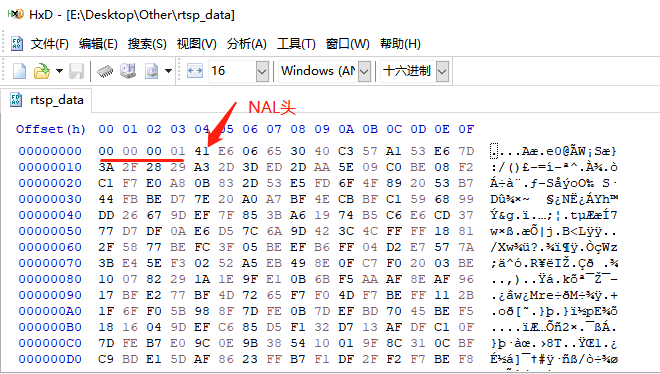 HxD - [E:\Desktop\Other\rtsp_data]
文件(F) 编辑(E) 搜索(S) 视图(V) 分析(A) 工具(T) 窗口(W) 帮助(H)
16 Windows (AN 十六进制
rtsp_data
NAL头
Offset(h) 00 01 02 03 04 05 06 07 08 09 0A 0B 0C 0D 0E 0F
00000000 00 00 00 01 41 E6 06 65 30 40 C3 57 A1 53 E6 7D ....Aæ.e0@ÃW¡Sæ}
00000010 3A 2F 28 29 A3 2D 3D ED 2D AA 5E 09 C0 BE 08 F2 :/()£-=í-ª^.À¾.ò
00000020 C1 F7 E0 A8 0B 83 2D 53 E5 FD 6F 4F 89 20 53 B7
00000030 44 FB BE D7 7E 20 A0 A7 BF 4E CB BF C1 59 68 99
00000040 DD 26 67 9D EF 7F 85 3B A6 19 74 B5 C6 E6 CD 37
00000050 77 D7 DF 0A E6 D5 7C 6A 9D 42 3C 4C FF FF 18 81
00000060 2F 58 77 BE FC 3F 05 BE EF B6 FF 04 D2 E7 57 7A
00000070 3B E4 5E F3 02 52 A5 EB 49 8E 0F C7 F0 20 03 BE
00000080 10 07 82 29 1A 1E 9F E1 0B 6B F5 AA AF 8E AF 96
00000090 17 BF E2 77 BF 4D 72 65 F7 F0 4D F7 BF 11 2B
000000A0 1F 6F F0 5B 98 8F 7D FE 0B 7D EF BD 70 45 BE F5
000000B0 18 16 04 9D EF C6 85 D5 F1 32 D7 13 AF DF C1 0F
000000C0 7D FE B7 E0 9C 0E 9B 38 54 10 01 9F 8C 31 0C BF
000000D0 C9 BD E1 5D AF 86 23 FF B7 F1 DF 2F F2 F7 BE F8